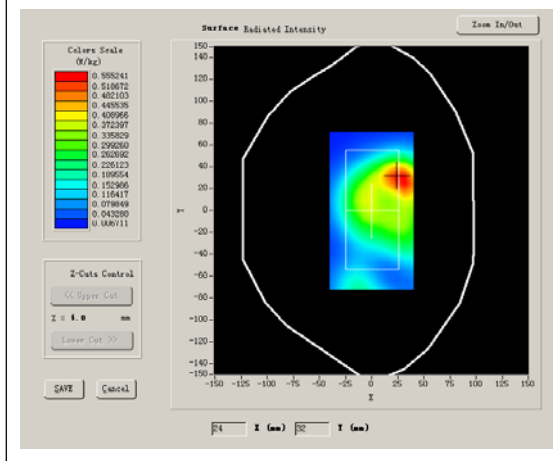 Surface Radiated Intensity
Zoom In/Out
Colors Scale
(W/kg)
0.555241
0.518672
0.482103
0.445535
0.408966
0.372397
0.335829
0.299260
0.262692
0.226123
0.189554
0.152986
0.116417
0.079849
0.043280
0.006711
Z-Cuts Control
<< Upper Cut
Z = 4.0 mm
Lower Cut >>
SAVE
Cancel
150
140
120
100
80
60
40
20
0
-20
-40
-60
-80
-100
-120
-140
-150
Y
-150 -125 -100 -75 -50 -25 0 25 50 75 100 125 150
X
24 X (mm) 32 Y (mm)